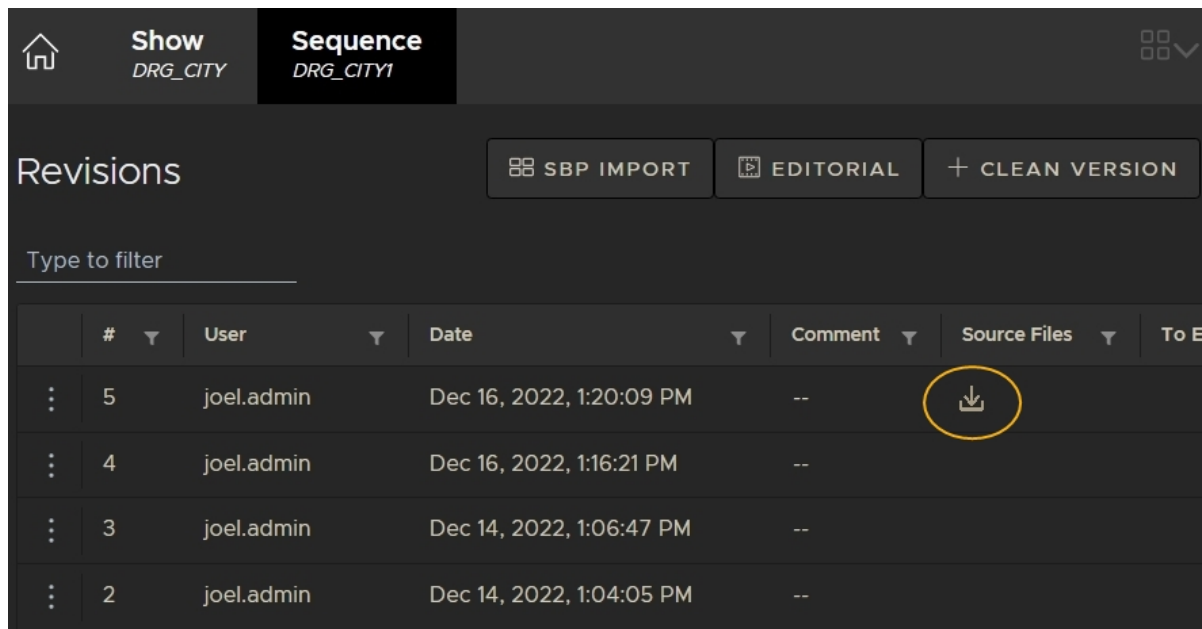 Show Sequence
DRG_CITY DRG_CITY1
Revisions SBP IMPORT EDITORIAL + CLEAN VERSION
Type to filter
# User Date Comment Source Files To E
5 joel.admin Dec 16, 2022, 1:20:09 PM --
4 joel.admin Dec 16, 2022, 1:16:21 PM --
3 joel.admin Dec 14, 2022, 1:06:47 PM --
2 joel.admin Dec 14, 2022, 1:04:05 PM --